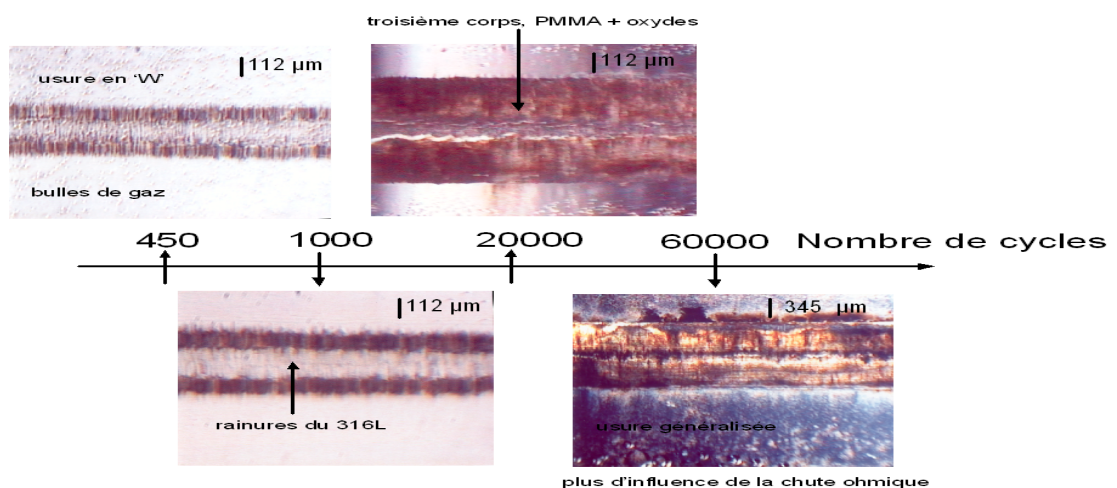 troisième corps, PMMA + oxydes
112 µm
usure en 'W'
112 µm
bulles de gaz
450
1000
20000
60000
Nombre de cycles
112 µm
345 µm
rainures du 316L
usure généralisée
plus d'influence de la chute ohmique